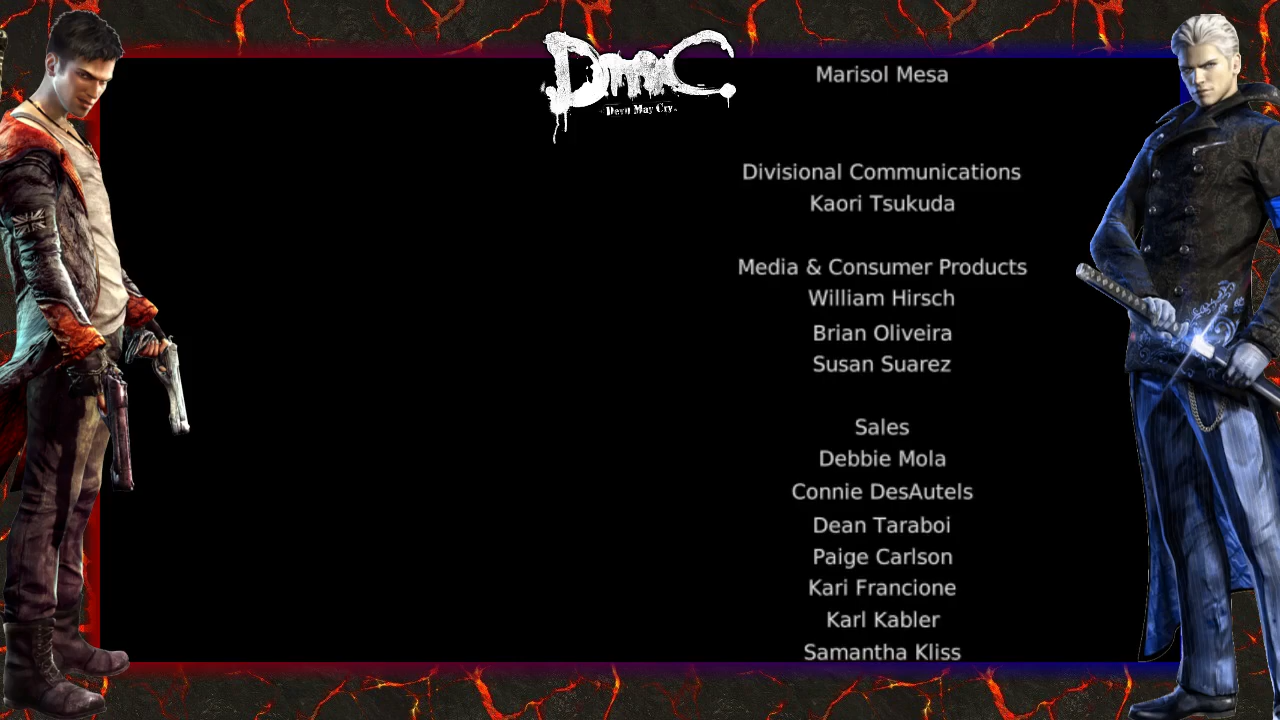 DmC
Devil May Cry
Marisol Mesa
Divisional Communications
Kaori Tsukuda
Media & Consumer Products
William Hirsch
Brian Oliveira
Susan Suarez
Sales
Debbie Mola
Connie DesAutels
Dean Taraboi
Paige Carlson
Kari Francione
Karl Kabler
Samantha Kliss